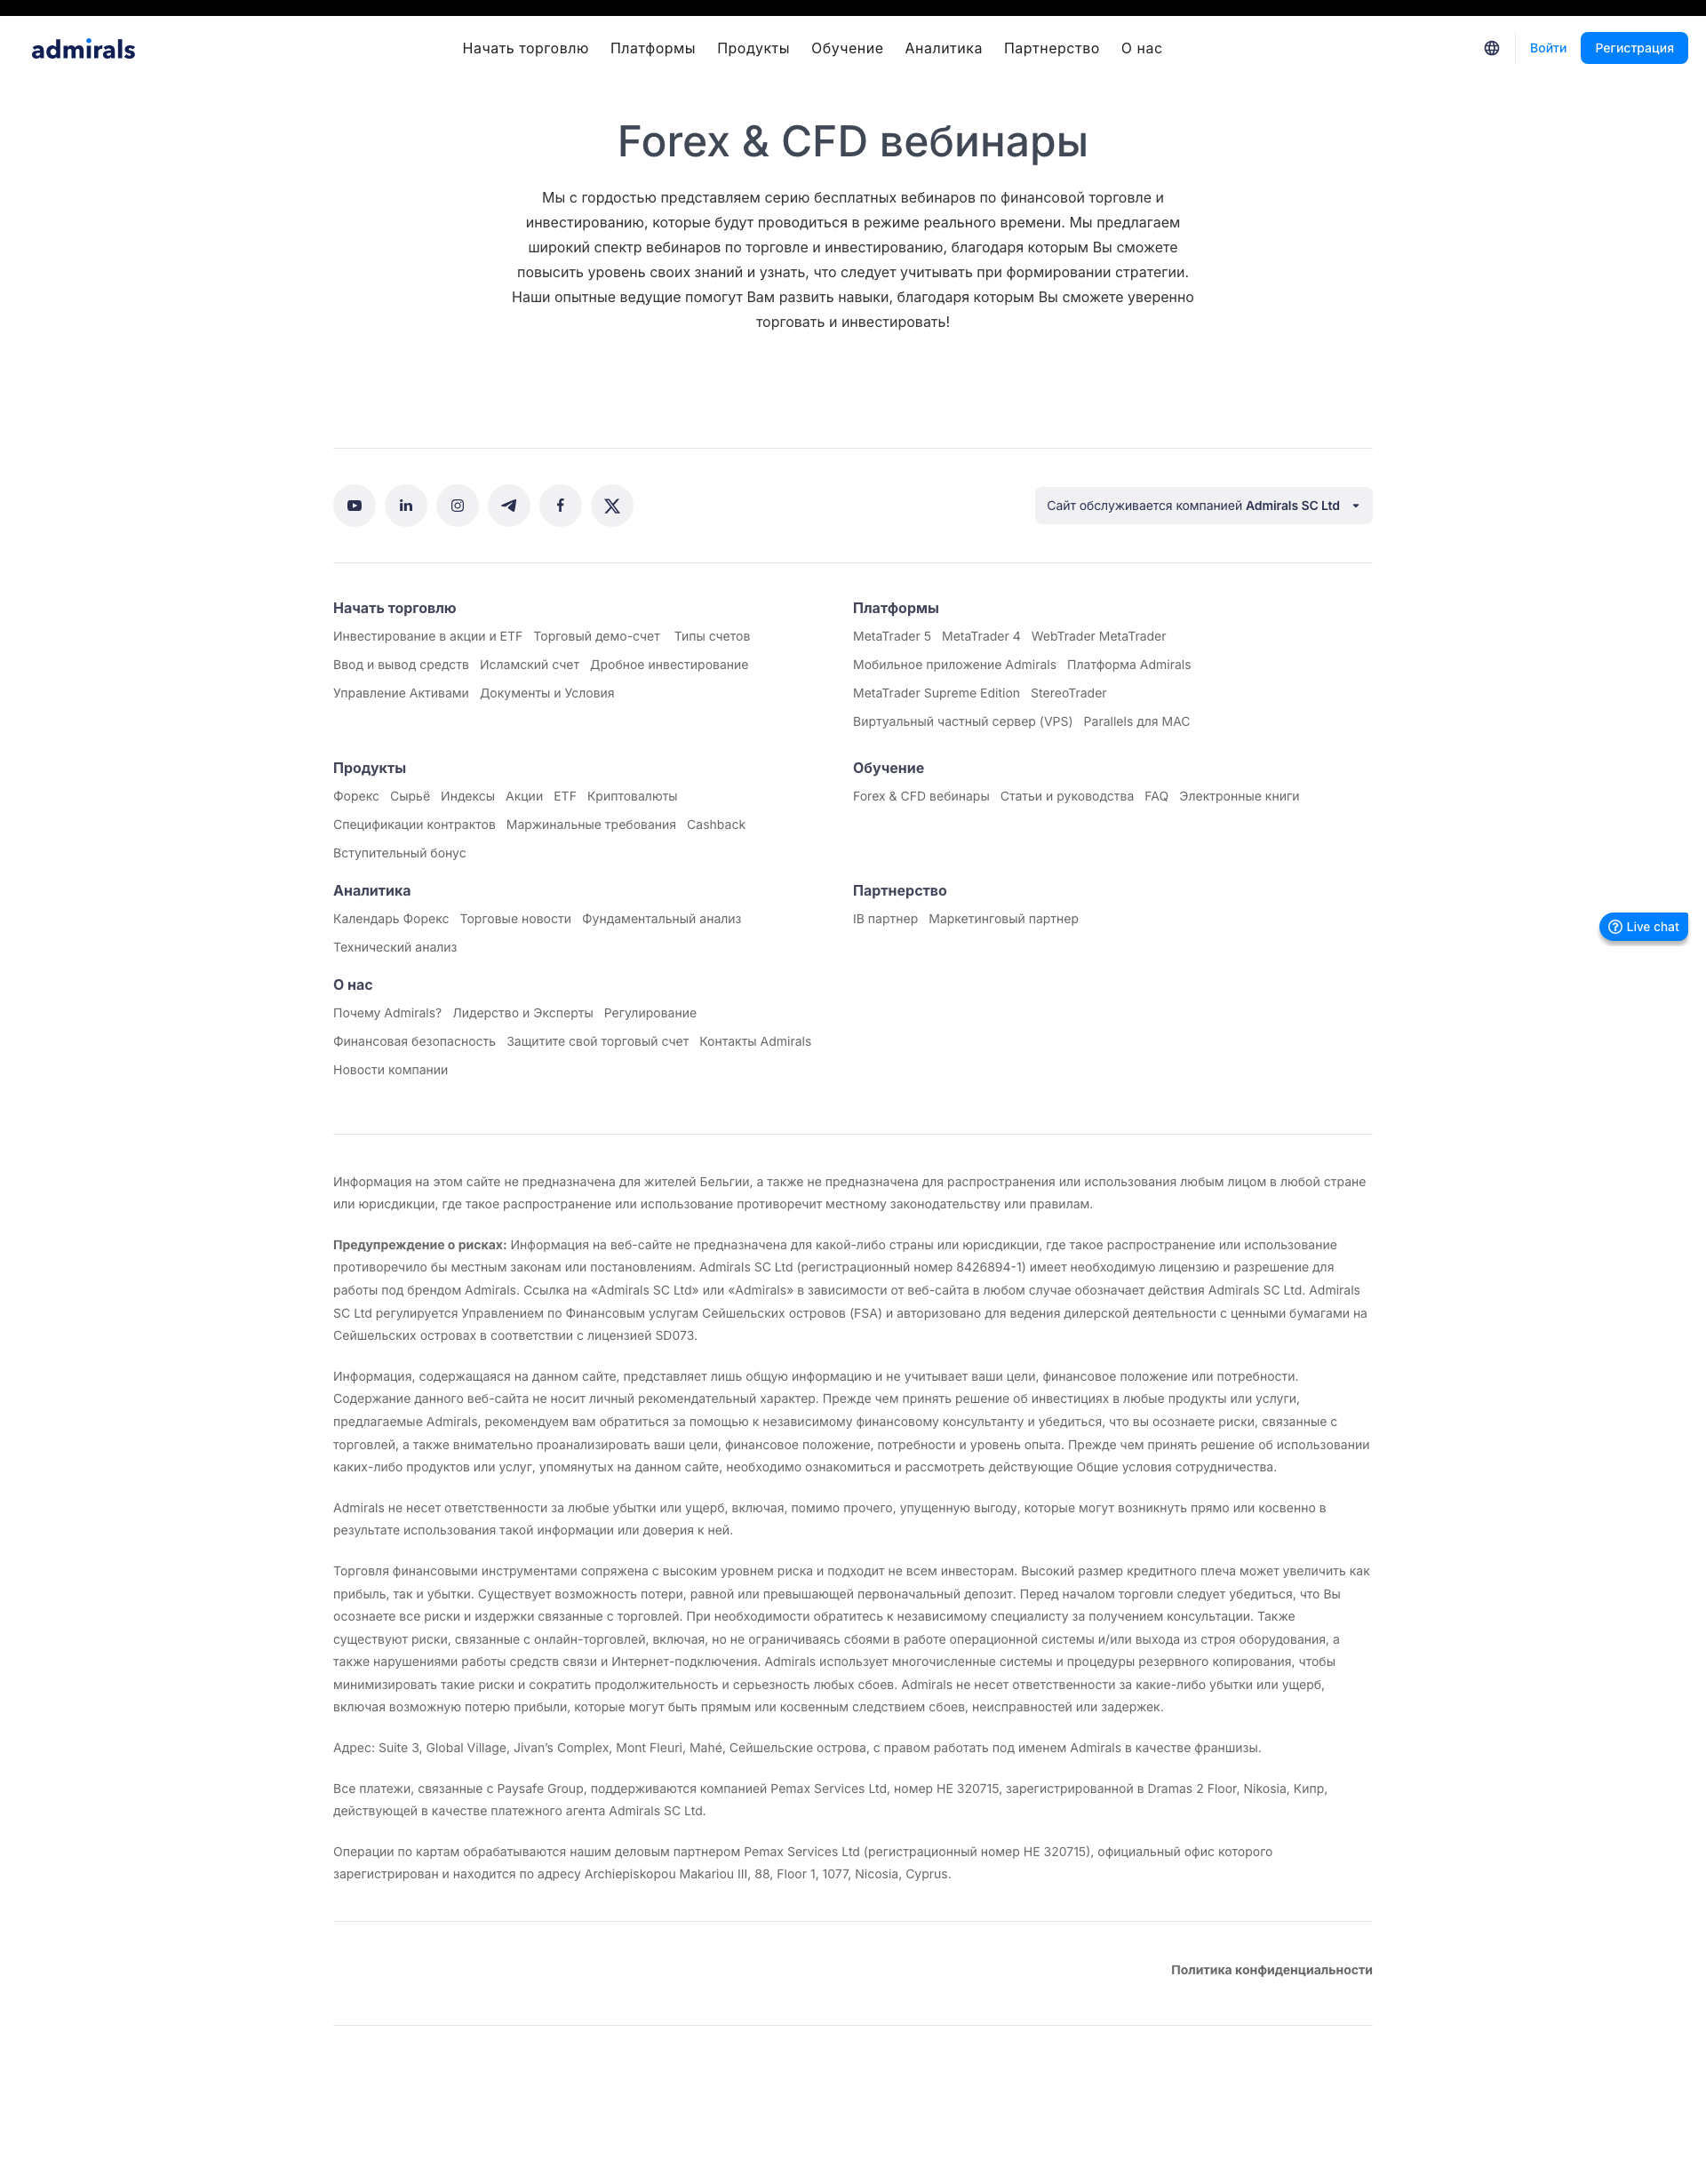 admirals
Начать торговлю Платформы Продукты Обучение Аналитика Партнерство О нас
Войти Регистрация
Forex & CFD вебинары
Мы с гордостью представляем серию бесплатных вебинаров по финансовой торговле и
инвестированию, которые будут проводиться в режиме реального времени. Мы предлагаем
широкий спектр вебинаров по торговле и инвестированию, благодаря которым Вы сможете
повысить уровень своих знаний и узнать, что следует учитывать при формировании стратегии.
Наши опытные ведущие помогут Вам развить навыки, благодаря которым Вы сможете уверенно
торговать и инвестировать!
Сайт обслуживается компанией Admirals SC Ltd
Начать торговлю
Инвестирование в акции и ETF Торговый демо-счет Типы счетов
Ввод и вывод средств Исламский счет Дробное инвестирование
Управление Активами Документы и Условия
Платформы
MetaTrader 5 MetaTrader 4 WebTrader MetaTrader
Мобильное приложение Admirals Платформа Admirals
MetaTrader Supreme Edition StereoTrader
Виртуальный частный сервер (VPS) Parallels для MAC
Продукты
Форекс Сырьё Индексы Акции ETF Криптовалюты
Спецификации контрактов Маржинальные требования Cashback
Вступительный бонус
Обучение
Forex & CFD вебинары Статьи и руководства FAQ Электронные книги
Аналитика
Календарь Форекс Торговые новости Фундаментальный анализ
Технический анализ
Партнерство
IB партнер Маркетинговый партнер
Live chat
О нас
Почему Admirals? Лидерство и Эксперты Регулирование
Финансовая безопасность Защитите свой торговый счет Контакты Admirals
Новости компании
Информация на этом сайте не предназначена для жителей Бельгии, а также не предназначена для распространения или использования любым лицом в любой стране
или юрисдикции, где такое распространение или использование противоречит местному законодательству или правилам.
Предупреждение о рисках: Информация на веб-сайте не предназначена для какой-либо страны или юрисдикции, где такое распространение или использование
противоречило бы местным законам или постановлениям. Admirals SC Ltd (регистрационный номер 8426894-1) имеет необходимую лицензию и разрешение для
работы под брендом Admirals. Ссылка на «Admirals SC Ltd» или «Admirals» в зависимости от веб-сайта в любом случае обозначает действия Admirals SC Ltd. Admirals
SC Ltd регулируется Управлением по Финансовым услугам Сейшельских островов (FSA) и авторизовано для ведения дилерской деятельности с ценными бумагами на
Сейшельских островах в соответствии с лицензией SD073.
Информация, содержащаяся на данном сайте, представляет лишь общую информацию и не учитывает ваши цели, финансовое положение или потребности.
Содержание данного веб-сайта не носит личный рекомендательный характер. Прежде чем принять решение об инвестициях в любые продукты или услуги,
предлагаемые Admirals, рекомендуем вам обратиться за помощью к независимому финансовому консультанту и убедиться, что вы осознаете риски, связанные с
торговлей, а также внимательно проанализировать ваши цели, финансовое положение, потребности и уровень опыта. Прежде чем принять решение об использовании
каких-либо продуктов или услуг, упомянутых на данном сайте, необходимо ознакомиться и рассмотреть действующие Общие условия сотрудничества.
Admirals не несет ответственности за любые убытки или ущерб, включая, помимо прочего, упущенную выгоду, которые могут возникнуть прямо или косвенно в
результате использования такой информации или доверия к ней.
Торговля финансовыми инструментами сопряжена с высоким уровнем риска и подходит не всем инвесторам. Высокий размер кредитного плеча может увеличить как
прибыль, так и убытки. Существует возможность потери, равной или превышающей первоначальный депозит. Перед началом торговли следует убедиться, что Вы
осознаете все риски и издержки связанные с торговлей. При необходимости обратитесь к независимому специалисту за получением консультации. Также
существуют риски, связанные с онлайн-торговлей, включая, но не ограничиваясь сбоями в работе операционной системы и/или выхода из строя оборудования, а
также нарушениями работы средств связи и Интернет-подключения. Admirals использует многочисленные системы и процедуры резервного копирования, чтобы
минимизировать такие риски и сократить продолжительность и серьезность любых сбоев. Admirals не несет ответственности за какие-либо убытки или ущерб,
включая возможную потерю прибыли, которые могут быть прямым или косвенным следствием сбоев, неисправностей или задержек.
Адрес: Suite 3, Global Village, Jivan’s Complex, Mont Fleuri, Mahé, Сейшельские острова, с правом работать под именем Admirals в качестве франшизы.
Все платежи, связанные с Paysafe Group, поддерживаются компанией Pemax Services Ltd, номер HE 320715, зарегистрированной в Dramas 2 Floor, Nikosia, Кипр,
действующей в качестве платежного агента Admirals SC Ltd.
Операции по картам обрабатываются нашим деловым партнером Pemax Services Ltd (регистрационный номер HE 320715), официальный офис которого
зарегистрирован и находится по адресу Archiepiskopou Makariou III, 88, Floor 1, 1077, Nicosia, Cyprus.
Политика конфиденциальности